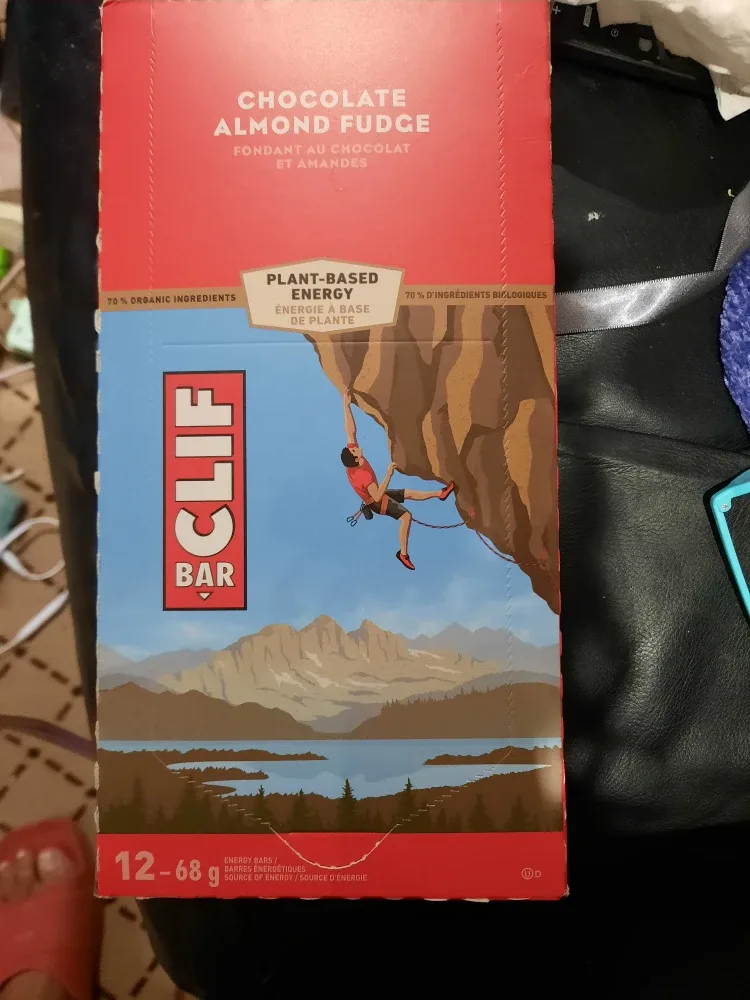 CHOCOLATE
ALMOND FUDGE
FONDANT AU CHOCOLAT
ET AMANDES
PLANT-BASED
ENERGY
ÉNERGIE À BASE
DE PLANTE
70 % ORGANIC INGREDIENTS
70 % D'INGRÉDIENTS BIOLOGIQUES
CLIF
BAR
12 – 68 g
ENERGY BARS /
BARRES ÉNERGÉTIQUES
SOURCE OF ENERGY / SOURCE D'ÉNERGIE
U D